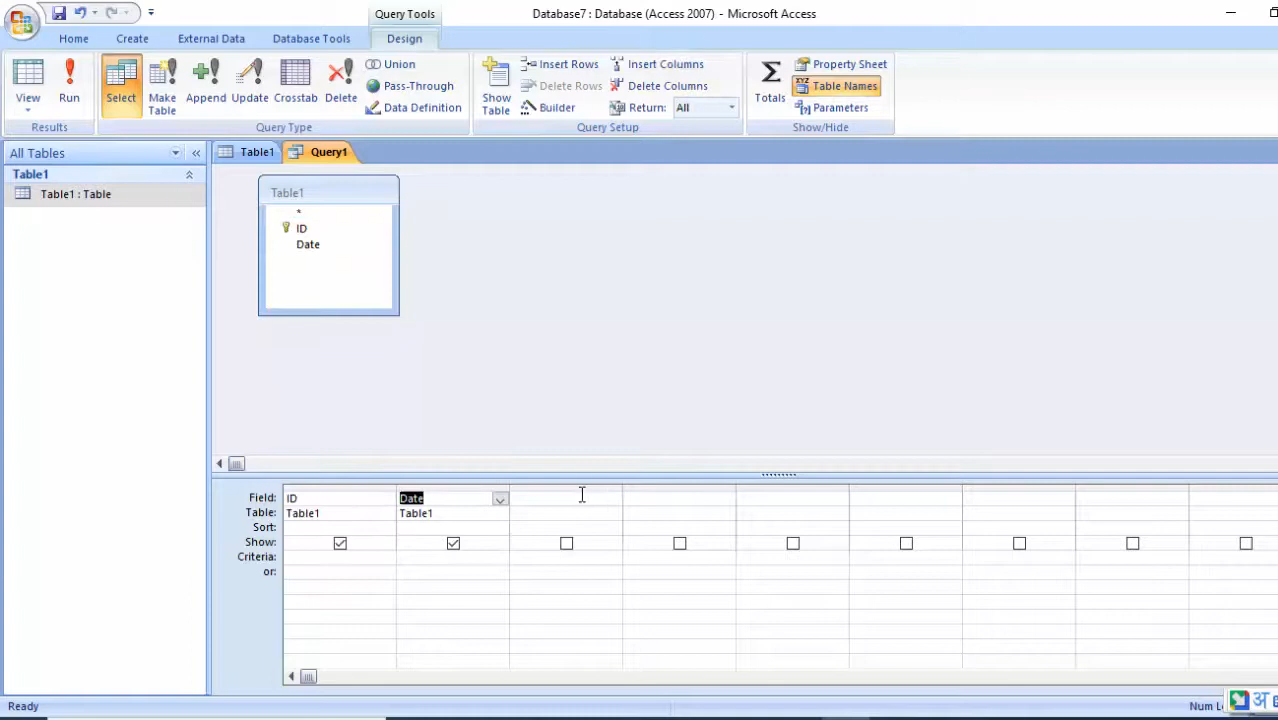 Query Tools
Database7 : Database (Access 2007) - Microsoft Access
Home Create External Data Database Tools Design
View
Run
Select
Make Table
Append
Update
Crosstab
Delete
Union
Pass-Through
Data Definition
Show Table
Insert Rows
Delete Rows
Builder
Insert Columns
Delete Columns
Return: All
Totals
Property Sheet
Table Names
Parameters
Results
Query Type
Query Setup
Show/Hide
All Tables
Table1
Table1 : Table
Table1
Query1
Table1
*
ID
Date
Field: ID Date
Table: Table1 Table1
Sort:
Show:
Criteria:
or:
Ready
Num L
अ